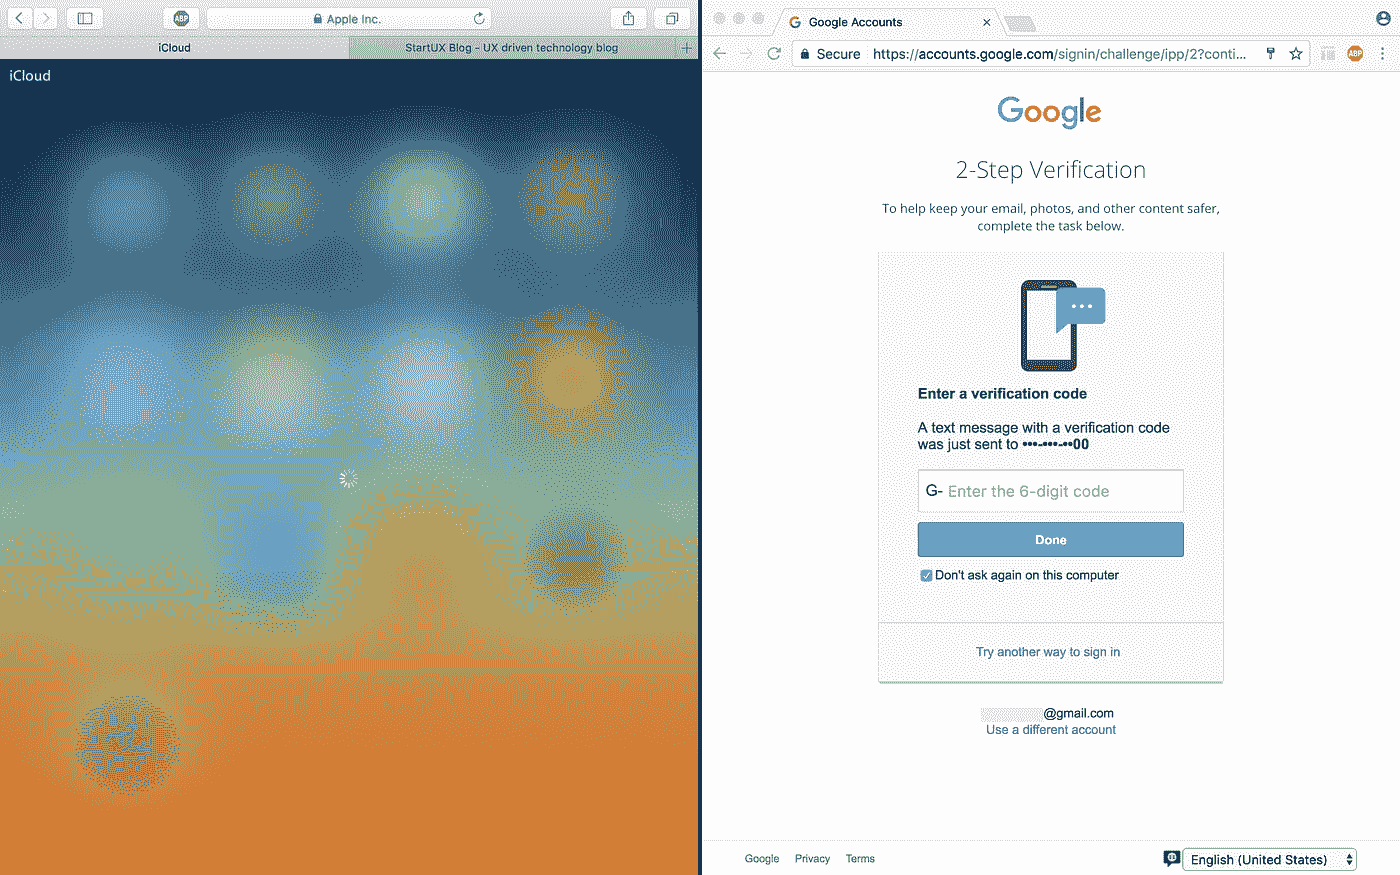 ABP
Apple Inc.
iCloud
StartUX Blog - UX driven technology blog
iCloud
Google Accounts
Secure
https://accounts.google.com/signin/challenge/ipp/2?conti...
ABP
Google
2-Step Verification
To help keep your email, photos, and other content safer,
complete the task below.
Enter a verification code
A text message with a verification code
was just sent to •••-•••-••00
G- Enter the 6-digit code
Done
Don't ask again on this computer
Try another way to sign in
@gmail.com
Use a different account
Google Privacy Terms
English (United States)